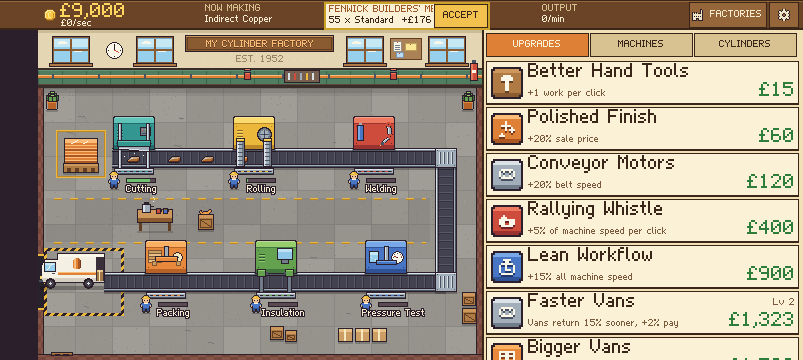 £9,000
£0/sec
NOW MAKING
Indirect Copper
FENWICK BUILDERS' ME
55 x Standard +£176
ACCEPT
OUTPUT
0/min
FACTORIES
MY CYLINDER FACTORY
EST. 1952
Cutting
Rolling
Welding
Packing
Insulation
Pressure Test
UPGRADES
MACHINES
CYLINDERS
Better Hand Tools
+1 work per click
£15
Polished Finish
+20% sale price
£60
Conveyor Motors
+20% belt speed
£120
Rallying Whistle
+5% of machine speed per click
£400
Lean Workflow
+15% all machine speed
£900
Faster Vans
Lv 2
Vans return 15% sooner, +2% pay
£1,323
Bigger Vans